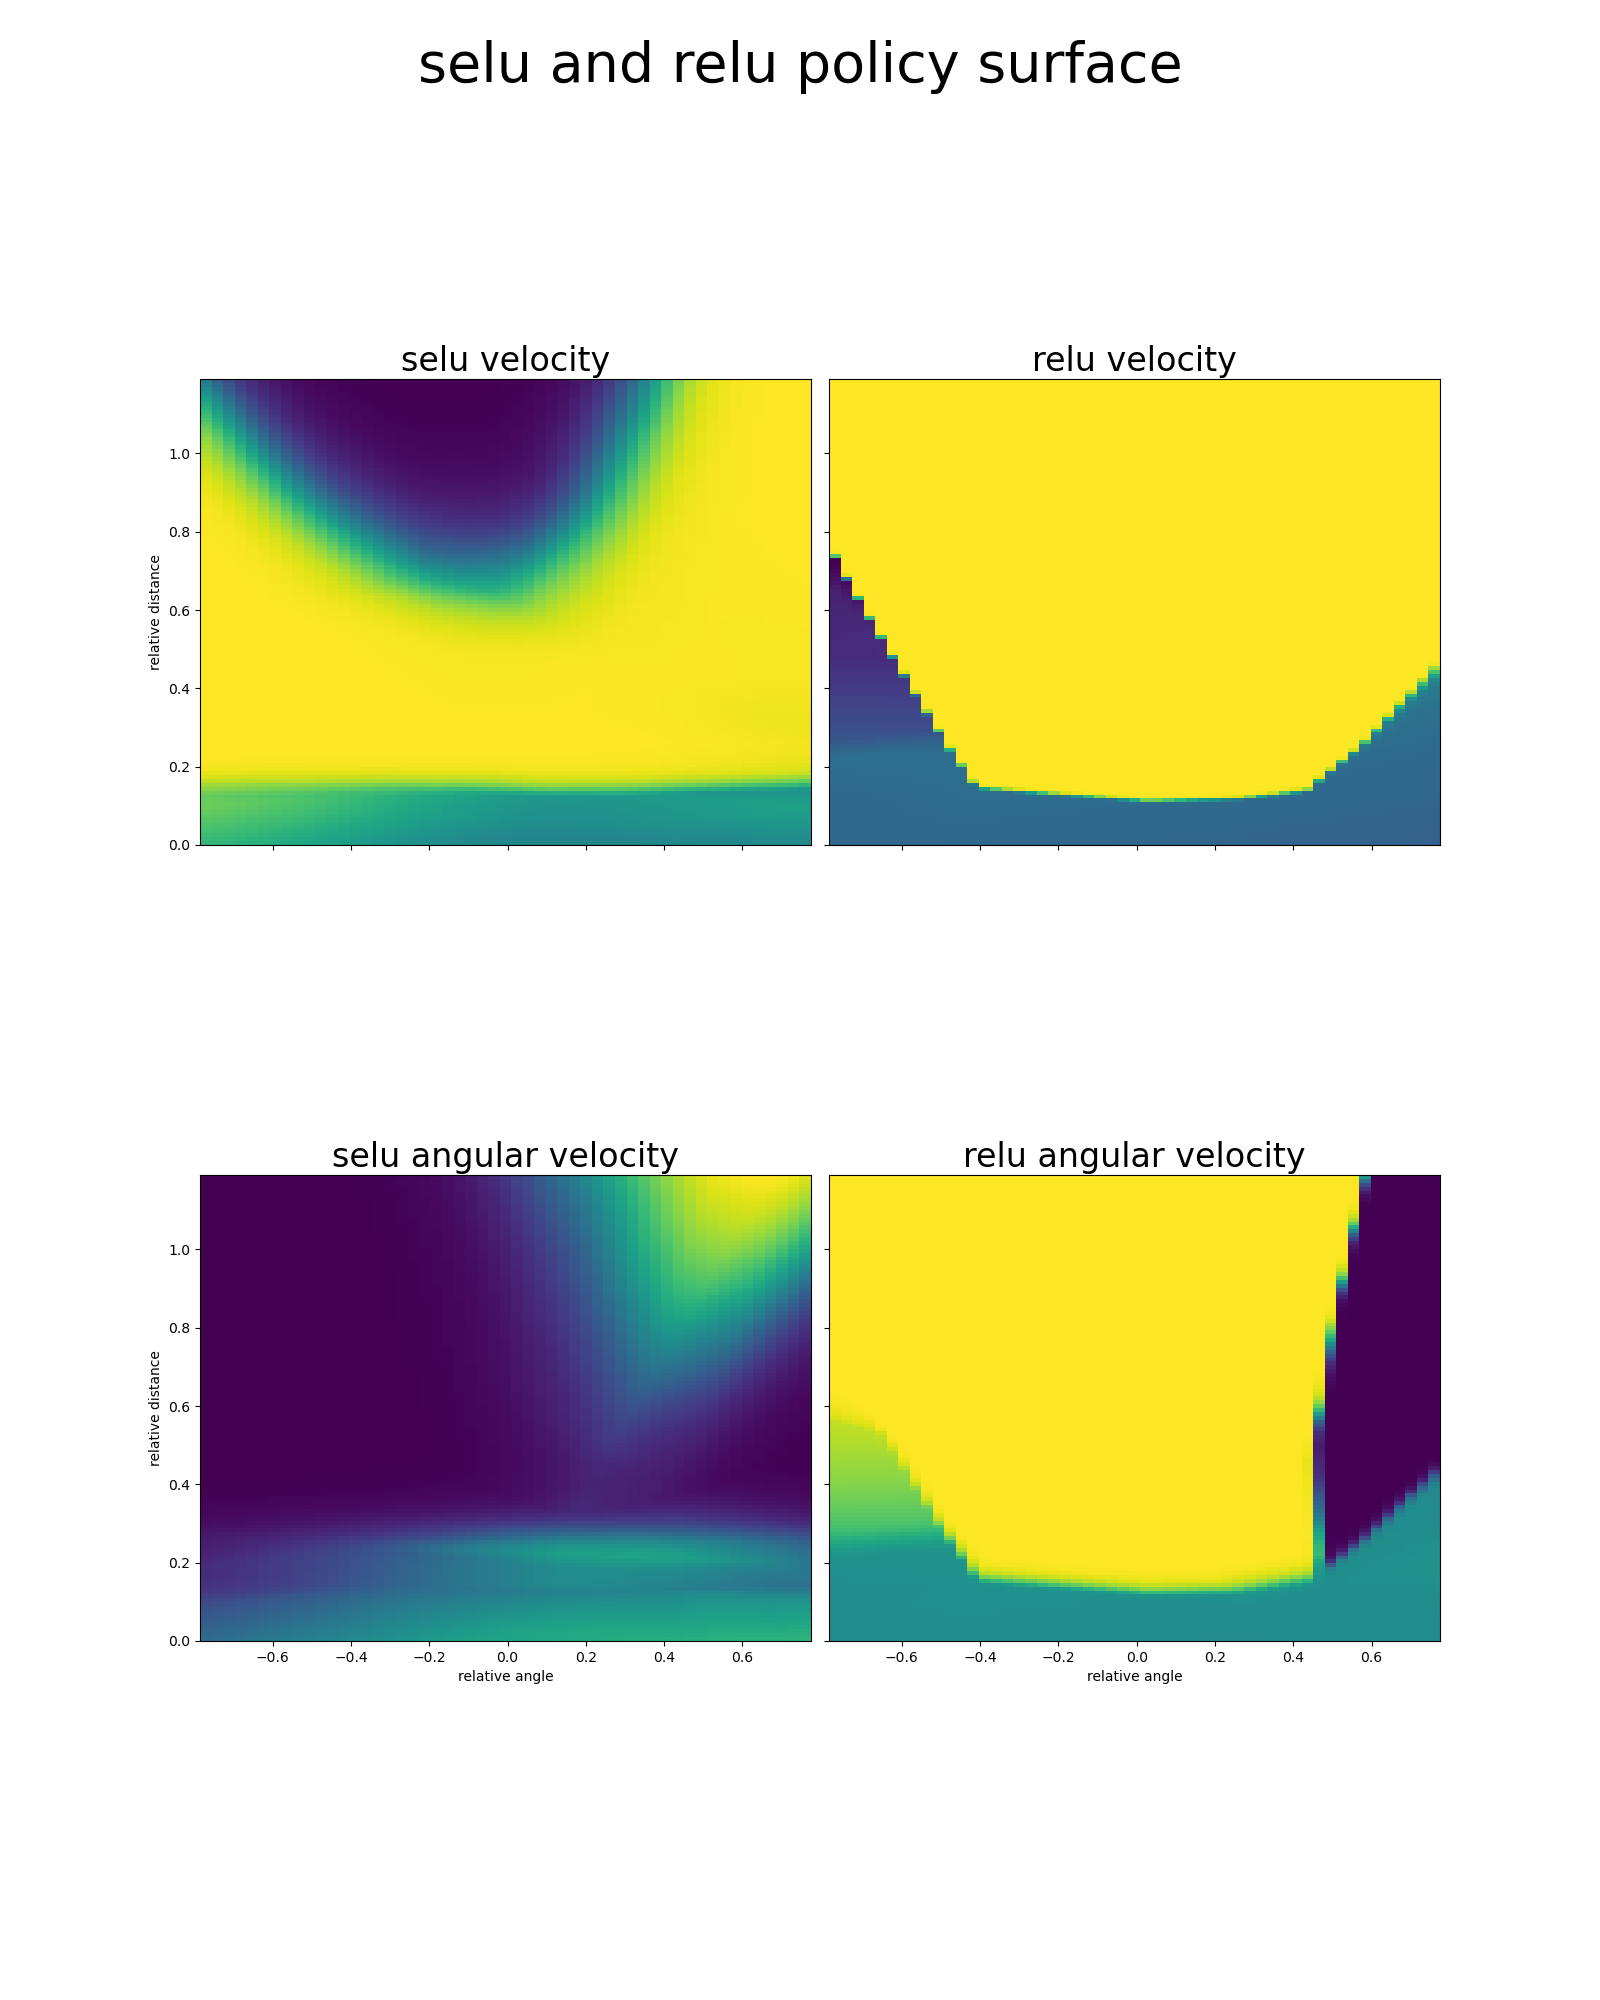 selu and relu policy surface
selu velocity
relu velocity
relative distance
1.0
0.8
0.6
0.4
0.2
0.0
selu angular velocity
relu angular velocity
relative distance
1.0
0.8
0.6
0.4
0.2
0.0
−0.6 −0.4 −0.2 0.0 0.2 0.4 0.6
−0.6 −0.4 −0.2 0.0 0.2 0.4 0.6
relative angle
relative angle